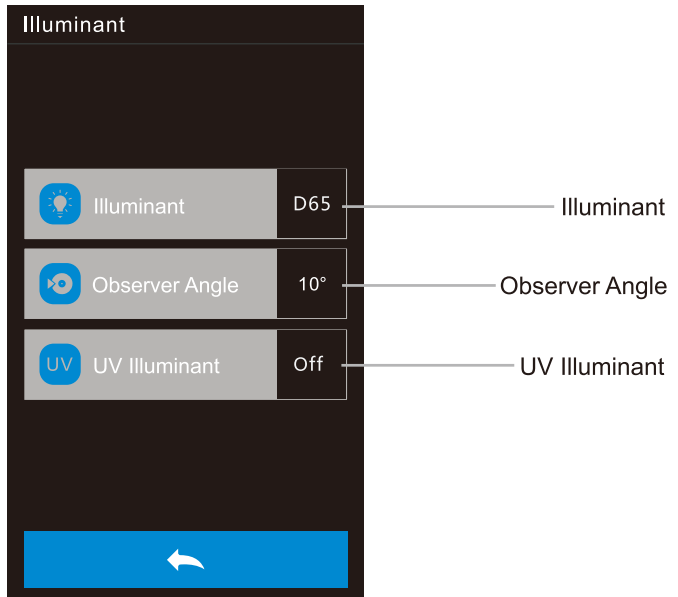 Illuminant
Illuminant D65 Illuminant
Observer Angle 10° Observer Angle
UV UV Illuminant Off UV Illuminant